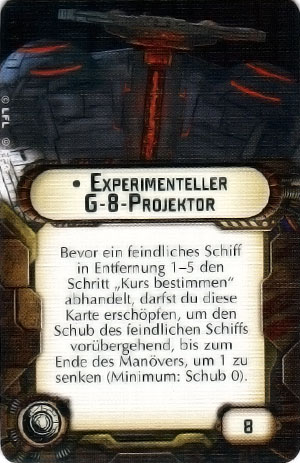 © LFL ©
• EXPERIMENTELLER
G-8-PROJEKTOR
Bevor ein feindliches Schiff
in Entfernung 1–5 den
Schritt „Kurs bestimmen“
abhandelt, darfst du diese
Karte erschöpfen, um den
Schub des feindlichen Schiffs
vorübergehend, bis zum
Ende des Manövers, um 1 zu
senken (Minimum: Schub 0).
8